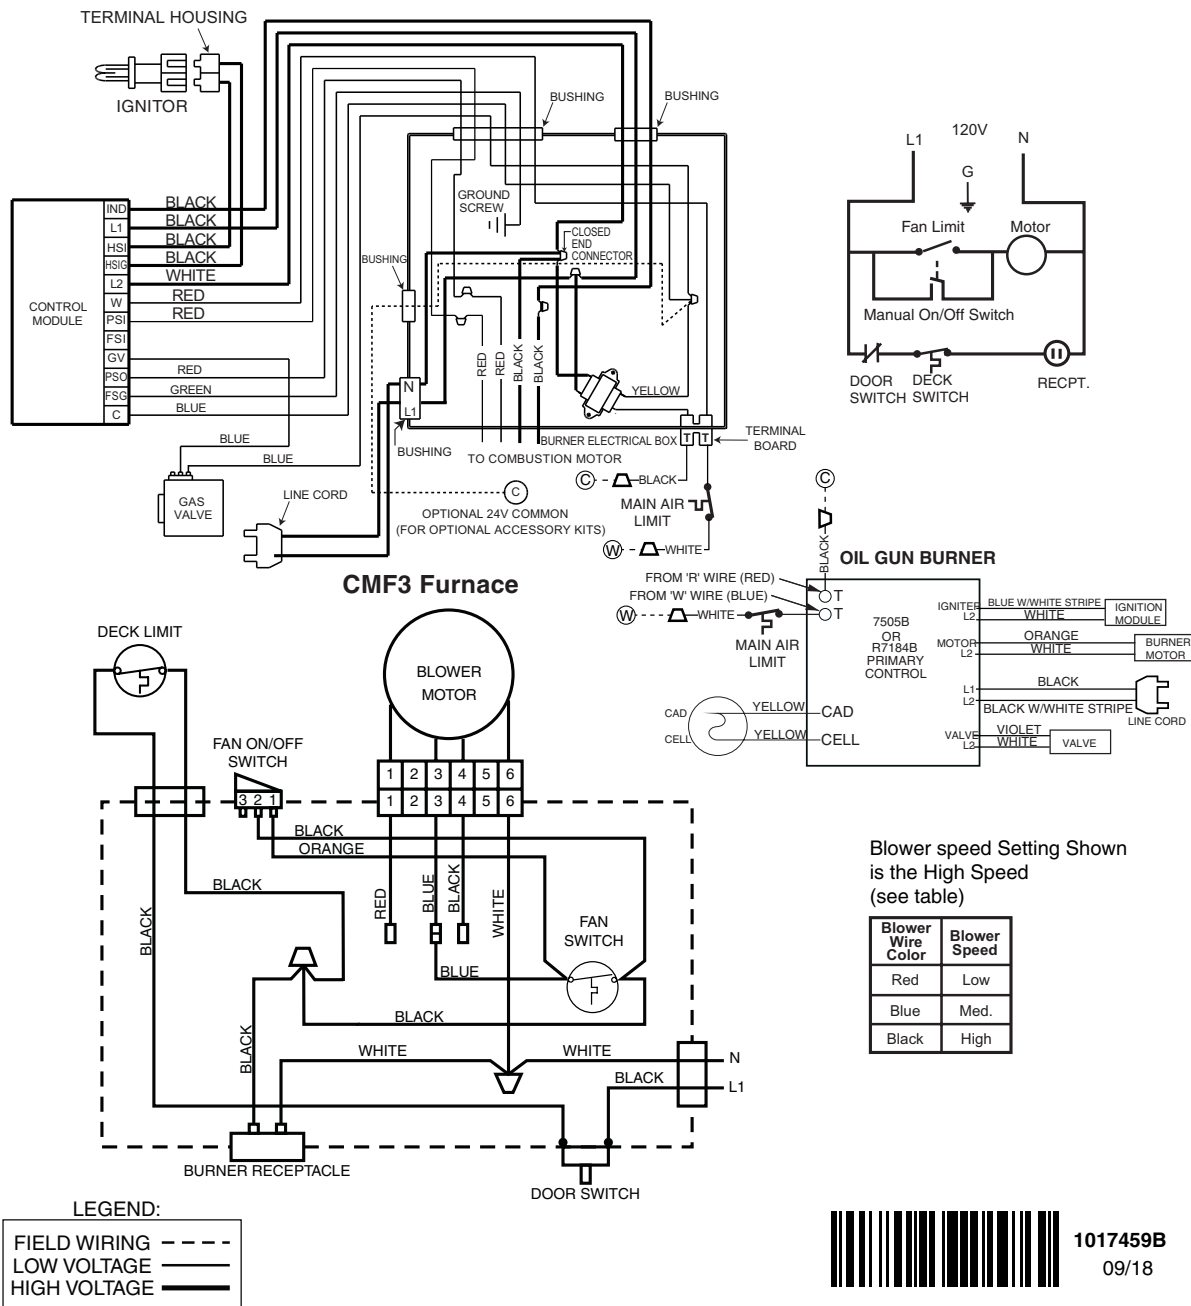 TERMINAL HOUSING
IGNITOR
BUSHING
BUSHING
CONTROL
MODULE
IND
L1
HSI
HSIG
L2
W
PSI
FSI
GV
PSO
FSG
C
BLACK
BLACK
BLACK
BLACK
WHITE
RED
RED
RED
GREEN
BLUE
BLUE
BLUE
GAS
VALVE
LINE CORD
GROUND
SCREW
CLOSED
END
CONNECTOR
BUSHING
N
L1
BUSHING
RED
RED
BLACK
BLACK
YELLOW
BURNER ELECTRICAL BOX
T
T
TERMINAL
BOARD
TO COMBUSTION MOTOR
C
OPTIONAL 24V COMMON
(FOR OPTIONAL ACCESSORY KITS)
C
BLACK
MAIN AIR
LIMIT
W
WHITE
L1
120V
N
G
Fan Limit
Motor
Manual On/Off Switch
DOOR
SWITCH
DECK
SWITCH
RECPT.
CMF3 Furnace
C
BLACK
OIL GUN BURNER
FROM 'R' WIRE (RED)
FROM 'W' WIRE (BLUE)
W
WHITE
MAIN AIR
LIMIT
T
T
7505B
OR
R7184B
PRIMARY
CONTROL
CAD
CELL
YELLOW
YELLOW
CAD
CELL
IGNITER
L2
BLUE W/WHITE STRIPE
WHITE
IGNITION
MODULE
MOTOR
L2
ORANGE
WHITE
BURNER
MOTOR
L1
L2
BLACK
BLACK W/WHITE STRIPE
LINE CORD
VALVE
L2
VIOLET
WHITE
VALVE
DECK LIMIT
BLOWER
MOTOR
FAN ON/OFF
SWITCH
3 2 1
1 2 3 4 5 6
1 2 3 4 5 6
BLACK
ORANGE
BLACK
BLACK
RED
BLUE
BLACK
WHITE
FAN
SWITCH
BLUE
BLACK
BLACK
WHITE
WHITE
N
BLACK
L1
BURNER RECEPTACLE
DOOR SWITCH
Blower speed Setting Shown
is the High Speed
(see table)
Blower
Wire
Color
Blower
Speed
Red Low
Blue Med.
Black High
LEGEND:
FIELD WIRING
LOW VOLTAGE
HIGH VOLTAGE
1017459B
09/18